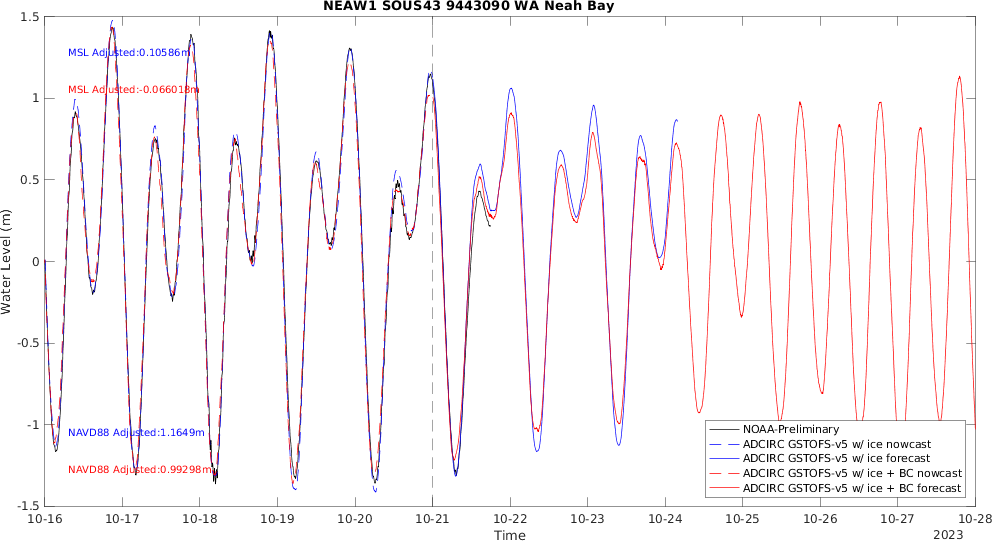 NEAW1 SOUS43 9443090 WA Neah Bay
1.5
1
0.5
0
-0.5
-1
-1.5
Water Level (m)
MSL Adjusted:0.10586m
MSL Adjusted:-0.066018m
NAVD88 Adjusted:1.1649m
NAVD88 Adjusted:0.99298m
NOAA-Preliminary
ADCIRC GSTOFS-v5 w/ ice nowcast
ADCIRC GSTOFS-v5 w/ ice forecast
ADCIRC GSTOFS-v5 w/ ice + BC nowcast
ADCIRC GSTOFS-v5 w/ ice + BC forecast
10-16 10-17 10-18 10-19 10-20 10-21 10-22 10-23 10-24 10-25 10-26 10-27 10-28
Time
2023